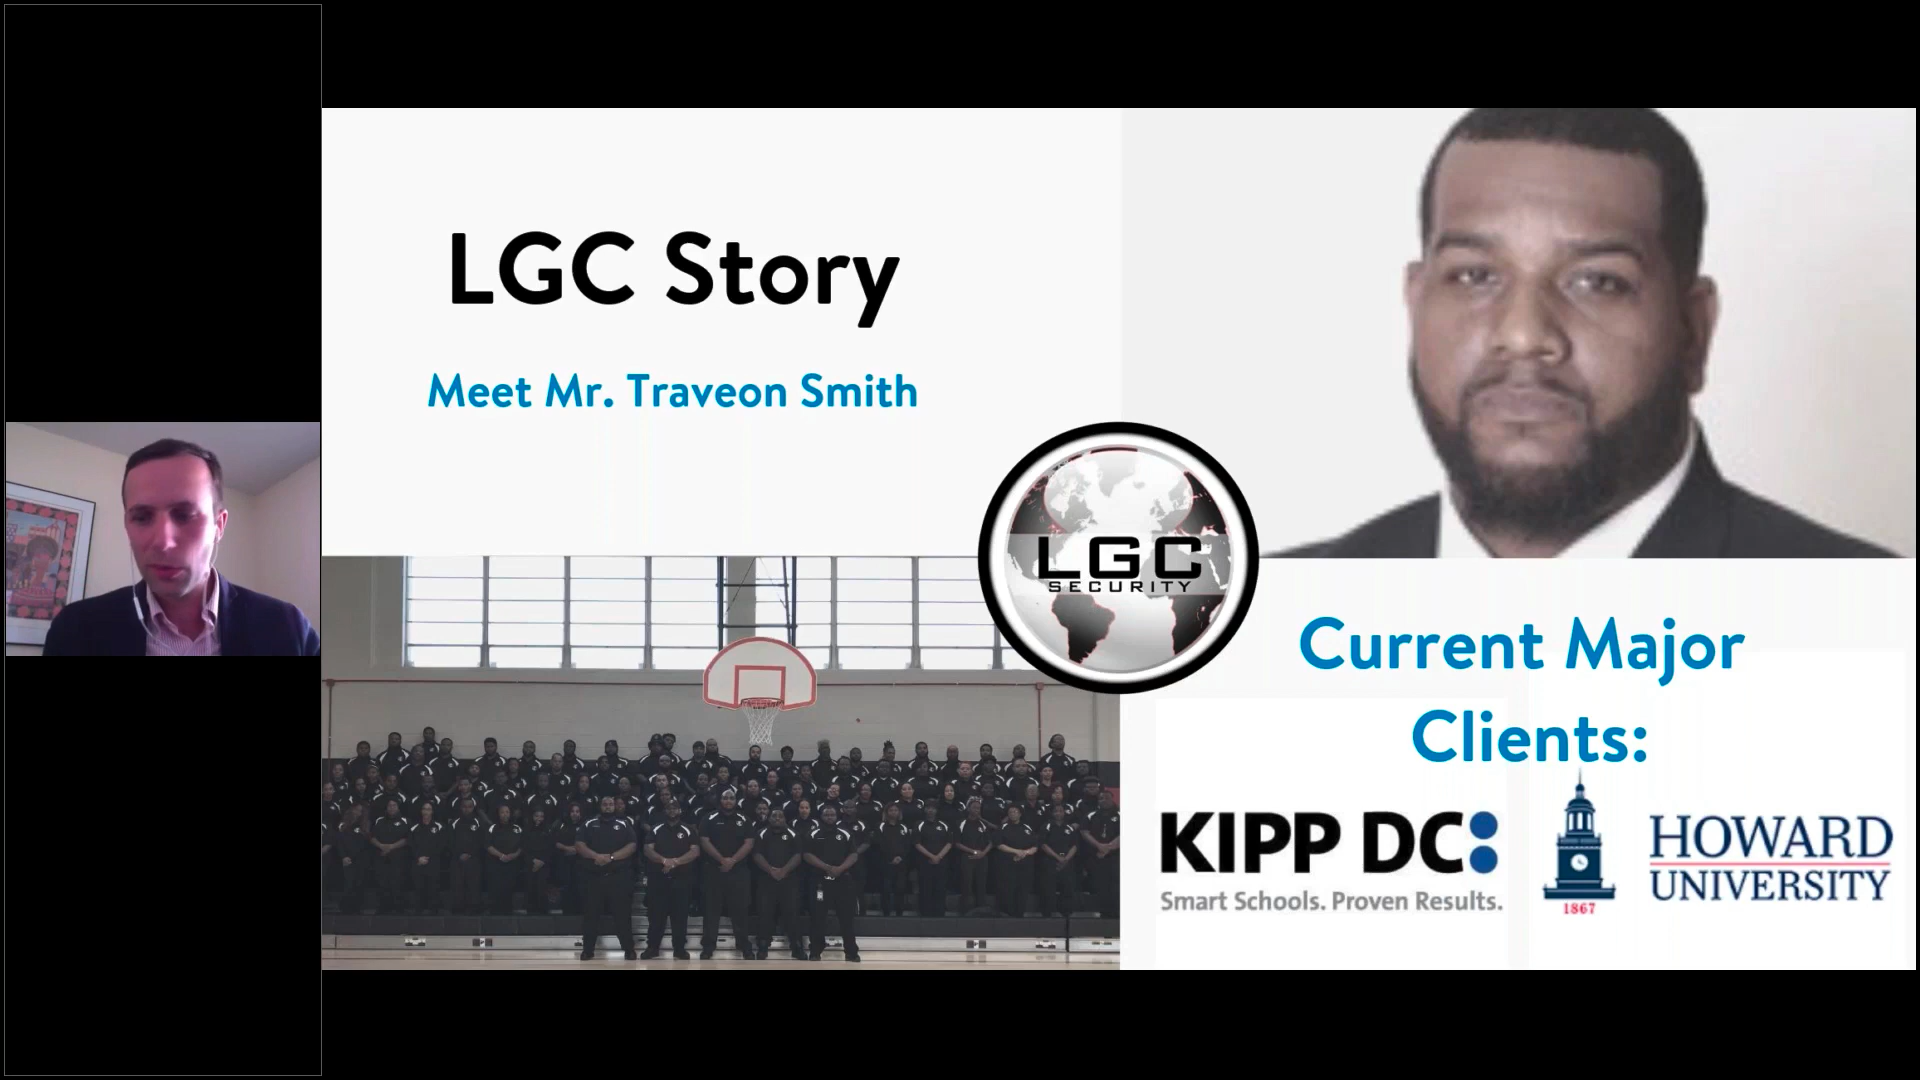 LGC Story
Meet Mr. Traveon Smith
LGC
SECURITY
Current Major
Clients:
KIPP DC:
Smart Schools. Proven Results.
1867
HOWARD
UNIVERSITY